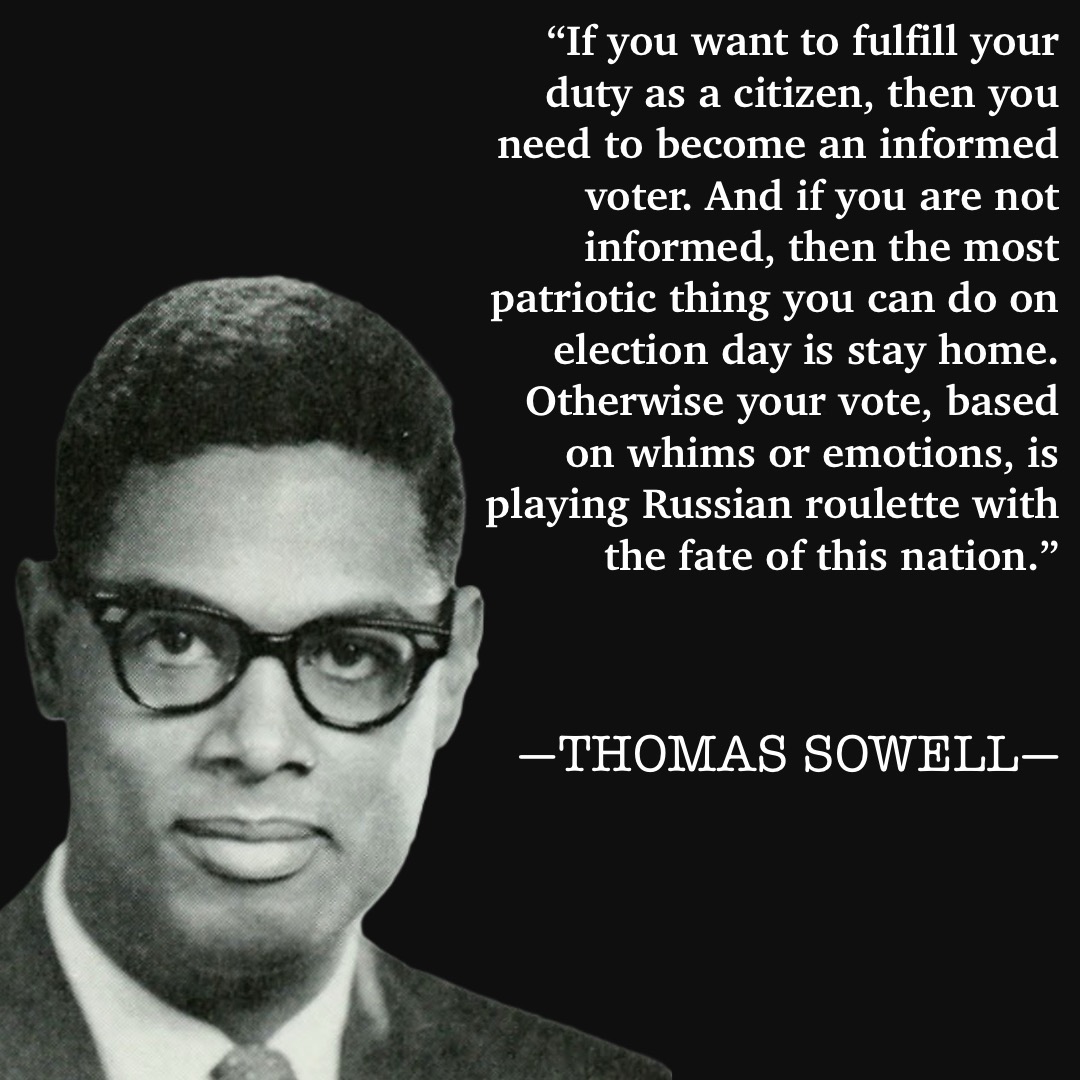 “If you want to fulfill your
duty as a citizen, then you
need to become an informed
voter. And if you are not
informed, then the most
patriotic thing you can do on
election day is stay home.
Otherwise your vote, based
on whims or emotions, is
playing Russian roulette with
the fate of this nation.”
—THOMAS SOWELL—